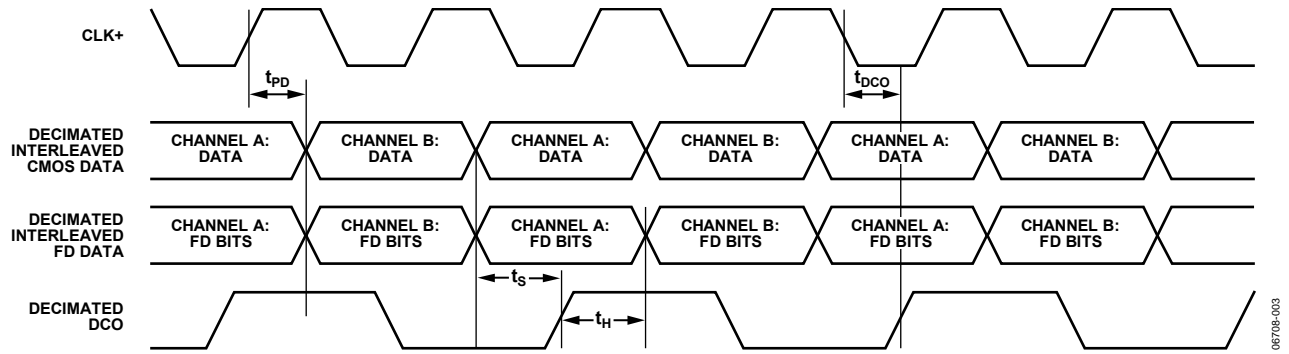 CLK+
tPD
tDCO
DECIMATED
INTERLEAVED
CMOS DATA
CHANNEL A:
DATA
CHANNEL B:
DATA
CHANNEL A:
DATA
CHANNEL B:
DATA
CHANNEL A:
DATA
CHANNEL B:
DATA
DECIMATED
INTERLEAVED
FD DATA
CHANNEL A:
FD BITS
CHANNEL B:
FD BITS
CHANNEL A:
FD BITS
CHANNEL B:
FD BITS
CHANNEL A:
FD BITS
CHANNEL B:
FD BITS
tS
tH
DECIMATED
DCO
06708-003